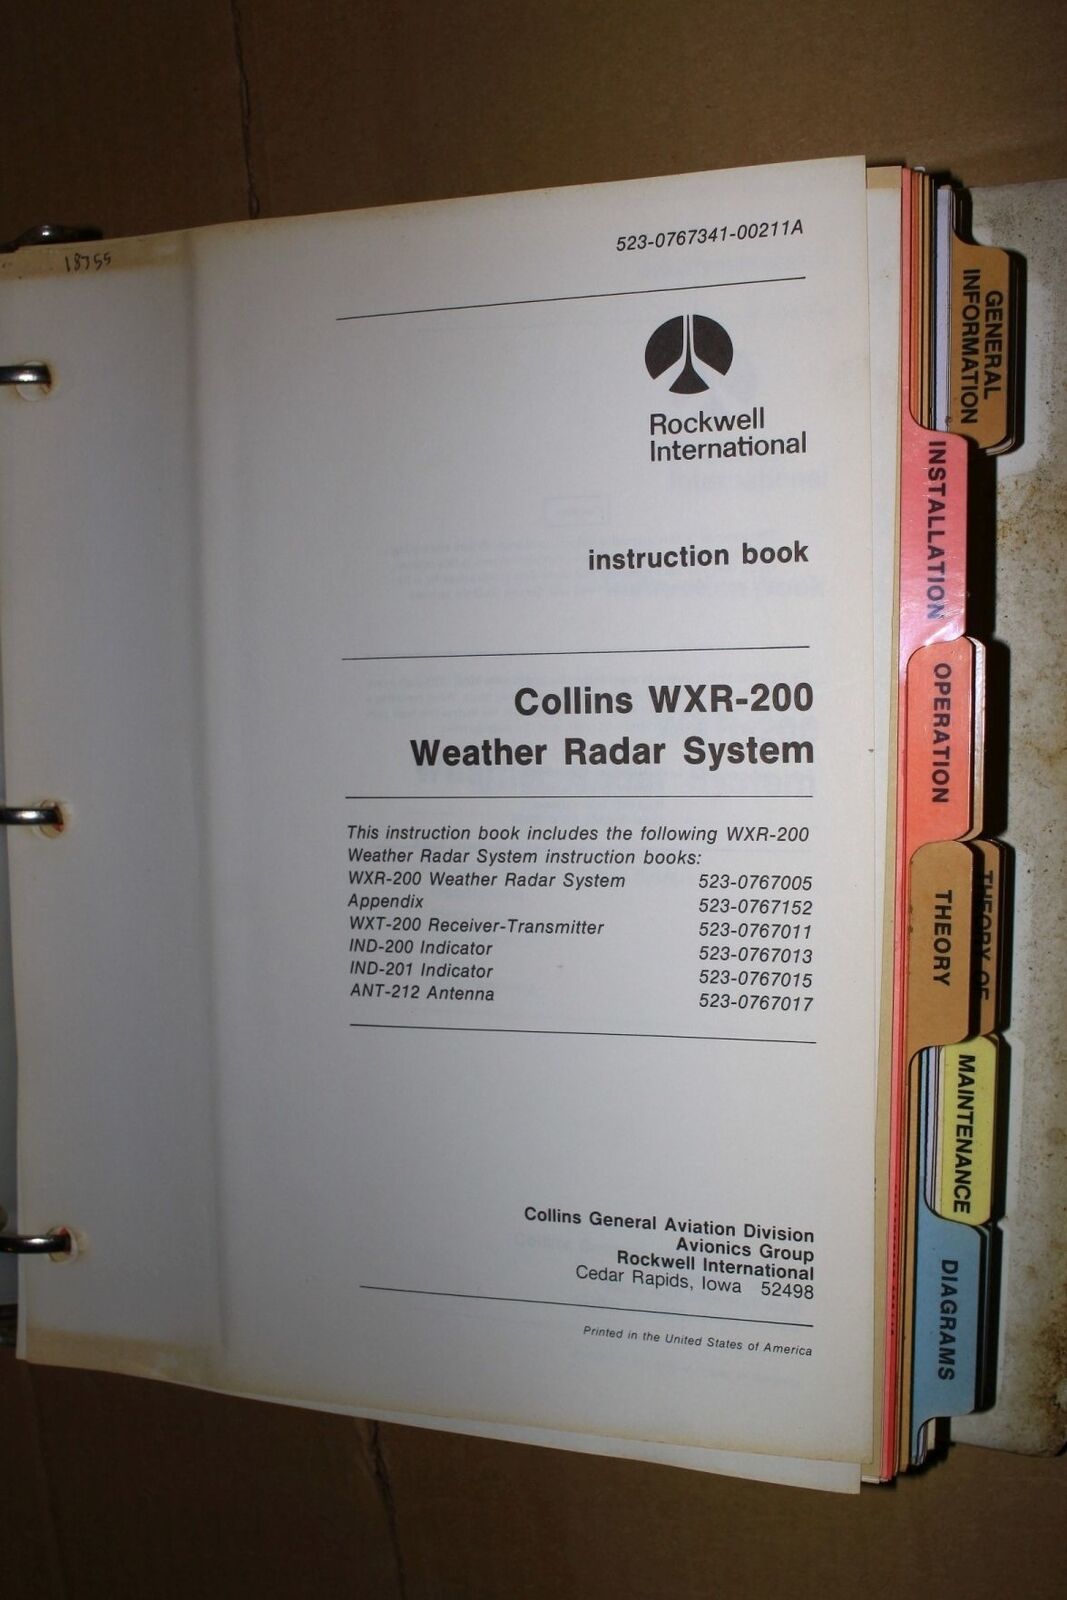 18755
523-0767341-00211A
Rockwell
International
instruction book
Collins WXR-200
Weather Radar System
This instruction book includes the following WXR-200
Weather Radar System instruction books:
WXR-200 Weather Radar System 523-0767005
Appendix 523-0767152
WXT-200 Receiver-Transmitter 523-0767011
IND-200 Indicator 523-0767013
IND-201 Indicator 523-0767015
ANT-212 Antenna 523-0767017
Collins General Aviation Division
Avionics Group
Rockwell International
Cedar Rapids, Iowa 52498
Printed in the United States of America
GENERAL
INFORMATION
INSTALLATION
OPERATION
THEORY OF
THEORY
MAINTENANCE
DIAGRAMS